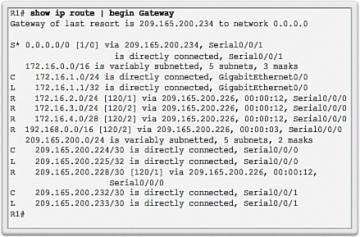 R1# show ip route | begin Gateway
Gateway of last resort is 209.165.200.234 to network 0.0.0.0
S* 0.0.0.0/0 [1/0] via 209.165.200.234, Serial0/0/1
is directly connected, Serial0/0/1
172.16.0.0/16 is variably subnetted, 5 subnets, 3 masks
C 172.16.1.0/24 is directly connected, GigabitEthernet0/0
L 172.16.1.1/32 is directly connected, GigabitEthernet0/0
R 172.16.2.0/24 [120/1] via 209.165.200.226, 00:00:12, Serial0/0/0
R 172.16.3.0/24 [120/2] via 209.165.200.226, 00:00:12, Serial0/0/0
R 172.16.4.0/28 [120/2] via 209.165.200.226, 00:00:12, Serial0/0/0
R 192.168.0.0/16 [120/2] via 209.165.200.226, 00:00:03, Serial0/0/0
209.165.200.0/24 is variably subnetted, 5 subnets, 2 masks
C 209.165.200.224/30 is directly connected, Serial0/0/0
L 209.165.200.225/32 is directly connected, Serial0/0/0
R 209.165.200.228/30 [120/1] via 209.165.200.226, 00:00:12,
Serial0/0/0
C 209.165.200.232/30 is directly connected, Serial0/0/1
L 209.165.200.233/30 is directly connected, Serial0/0/1
R1#